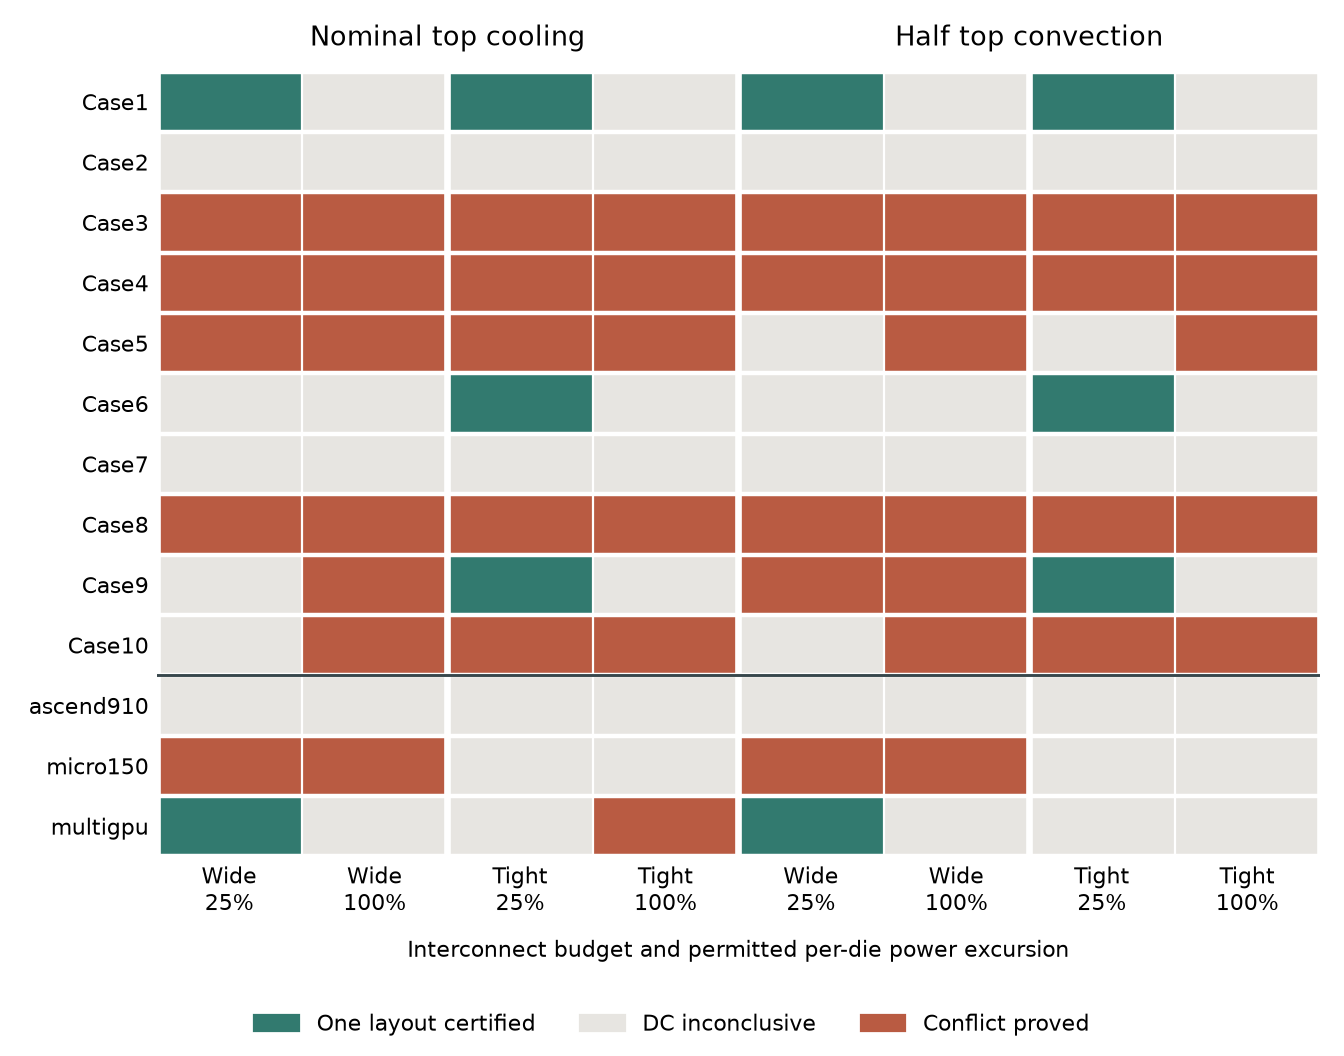 Nominal top cooling
Half top convection
Case1
Case2
Case3
Case4
Case5
Case6
Case7
Case8
Case9
Case10
ascend910
micro150
multigpu
Wide 25%
Wide 100%
Tight 25%
Tight 100%
Wide 25%
Wide 100%
Tight 25%
Tight 100%
Interconnect budget and permitted per-die power excursion
One layout certified
DC inconclusive
Conflict proved